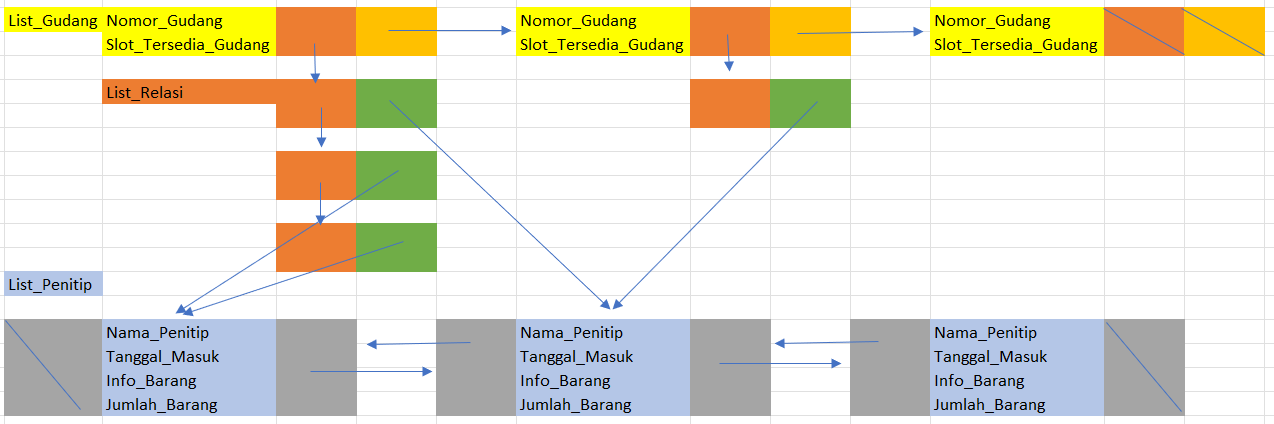 List_Gudang
Nomor_Gudang
Slot_Tersedia_Gudang
Nomor_Gudang
Slot_Tersedia_Gudang
Nomor_Gudang
Slot_Tersedia_Gudang
List_Relasi
List_Penitip
Nama_Penitip
Tanggal_Masuk
Info_Barang
Jumlah_Barang
Nama_Penitip
Tanggal_Masuk
Info_Barang
Jumlah_Barang
Nama_Penitip
Tanggal_Masuk
Info_Barang
Jumlah_Barang